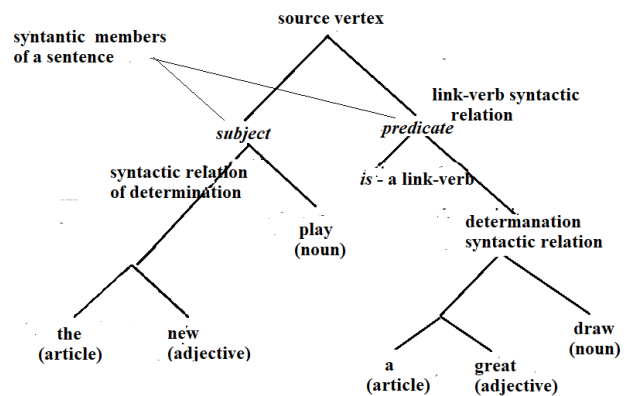 source vertex
syntantic members
of a sentence
link-verb syntactic
relation
subject
predicate
syntactic relation
of determination
is - a link-verb
play
(noun)
determanation
syntactic relation
the
(article)
new
(adjective)
draw
(noun)
a
(article)
great
(adjective)